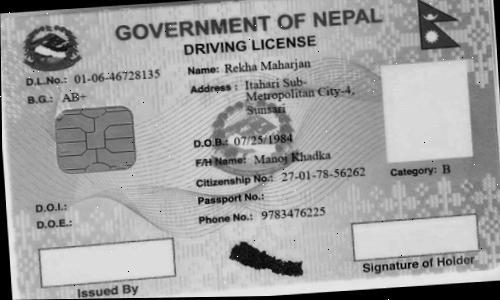 GOVERNMENT OF NEPAL
DRIVING LICENSE
D.L.No.: 01-06-46728135
B.G.: AB+
Name: Rekha Maharjan
Address : Itahari Sub-
Metropolitan City-4,
Sunsari
D.O.B.: 07/25/1984
F/H Name: Manoj Khadka
Citizenship No.: 27-01-78-56262
Category: B
Passport No.:
D.O.I.:
Phone No.: 9783476225
D.O.E.:
Issued By
Signature of Holder